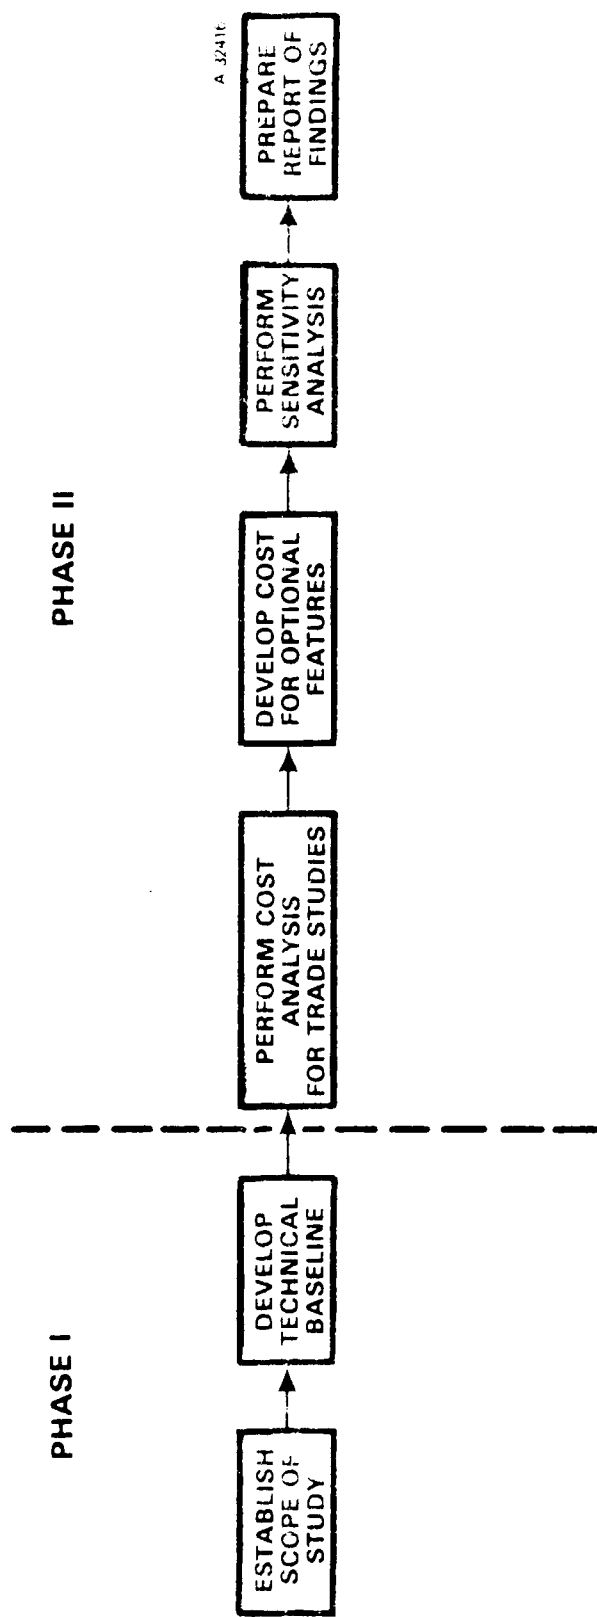 PHASE I
PHASE II
ESTABLISH
SCOPE OF
STUDY
DEVELOP
TECHNICAL
BASELINE
PERFORM COST
ANALYSIS
FOR TRADE STUDIES
DEVELOP COST
FOR OPTIONAL
FEATURES
PERFORM
SENSITIVITY
ANALYSIS
PREPARE
REPORT OF
FINDINGS
A 32416